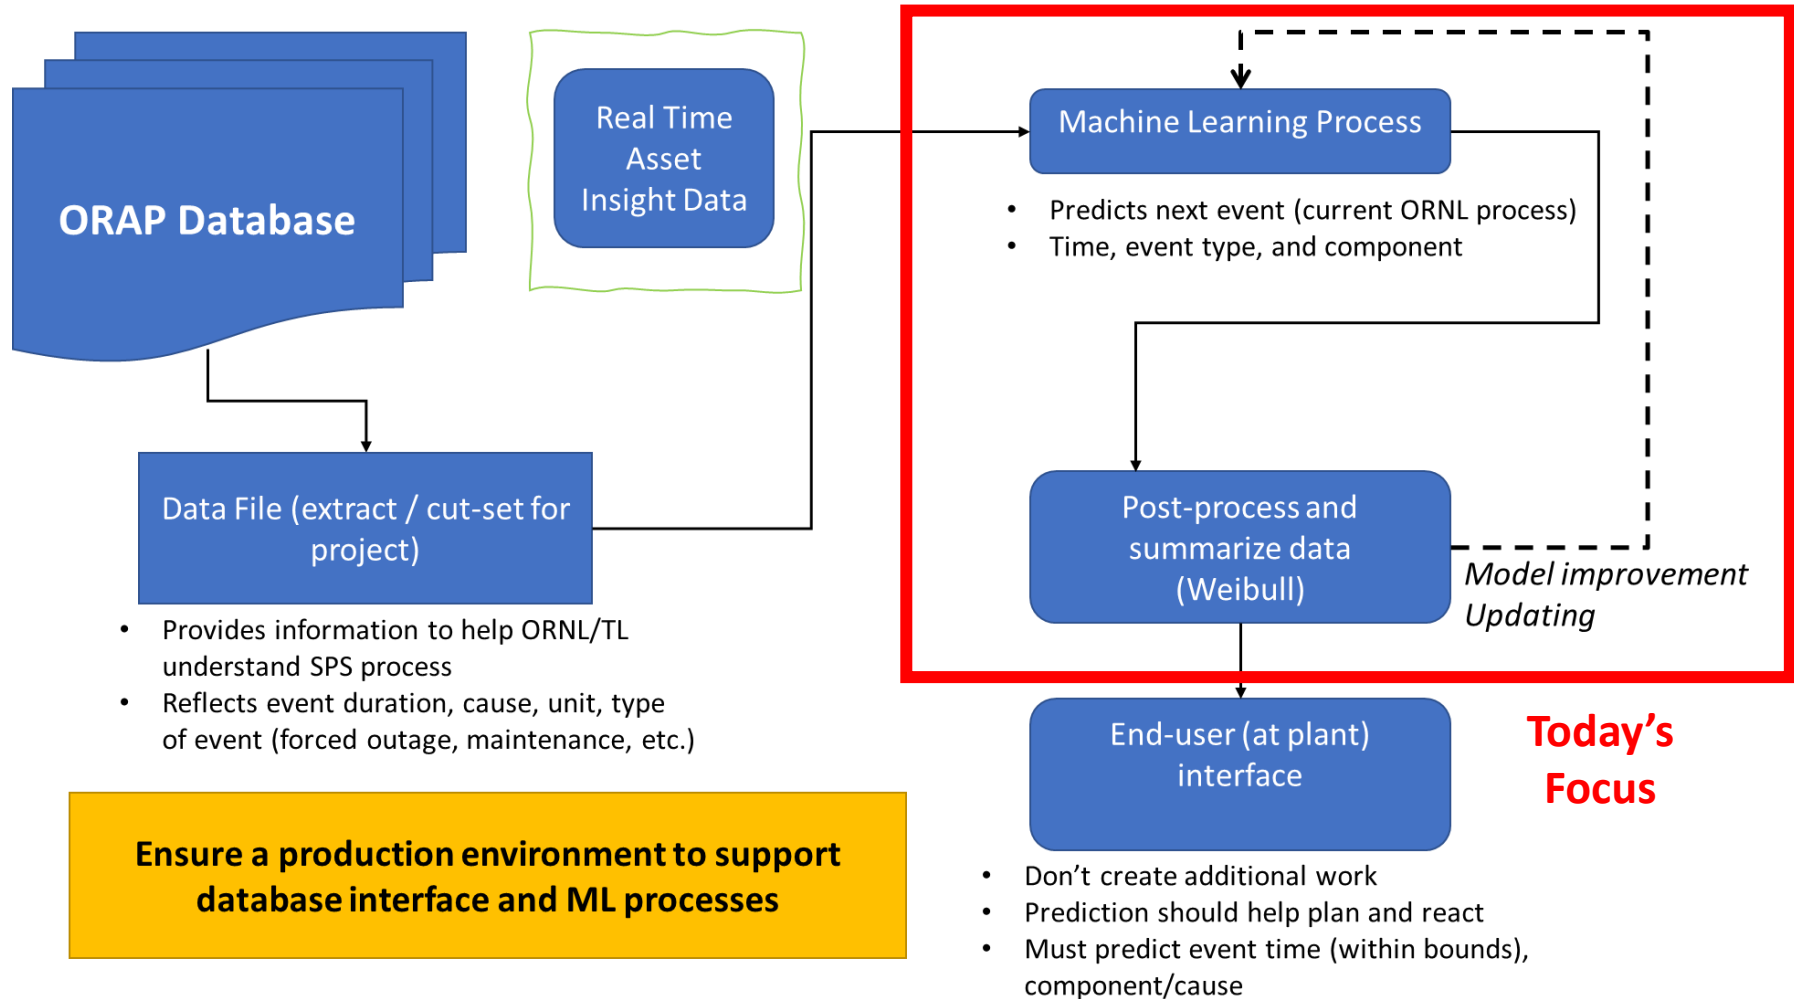 ORAP Database
Real Time
Asset
Insight Data
Machine Learning Process
• Predicts next event (current ORNL process)
• Time, event type, and component
Data File (extract / cut-set for
project)
• Provides information to help ORNL/TL
understand SPS process
• Reflects event duration, cause, unit, type
of event (forced outage, maintenance, etc.)
Post-process and
summarize data
(Weibull)
Model improvement
Updating
End-user (at plant)
interface
Today's
Focus
• Don't create additional work
• Prediction should help plan and react
• Must predict event time (within bounds),
component/cause
Ensure a production environment to support
database interface and ML processes